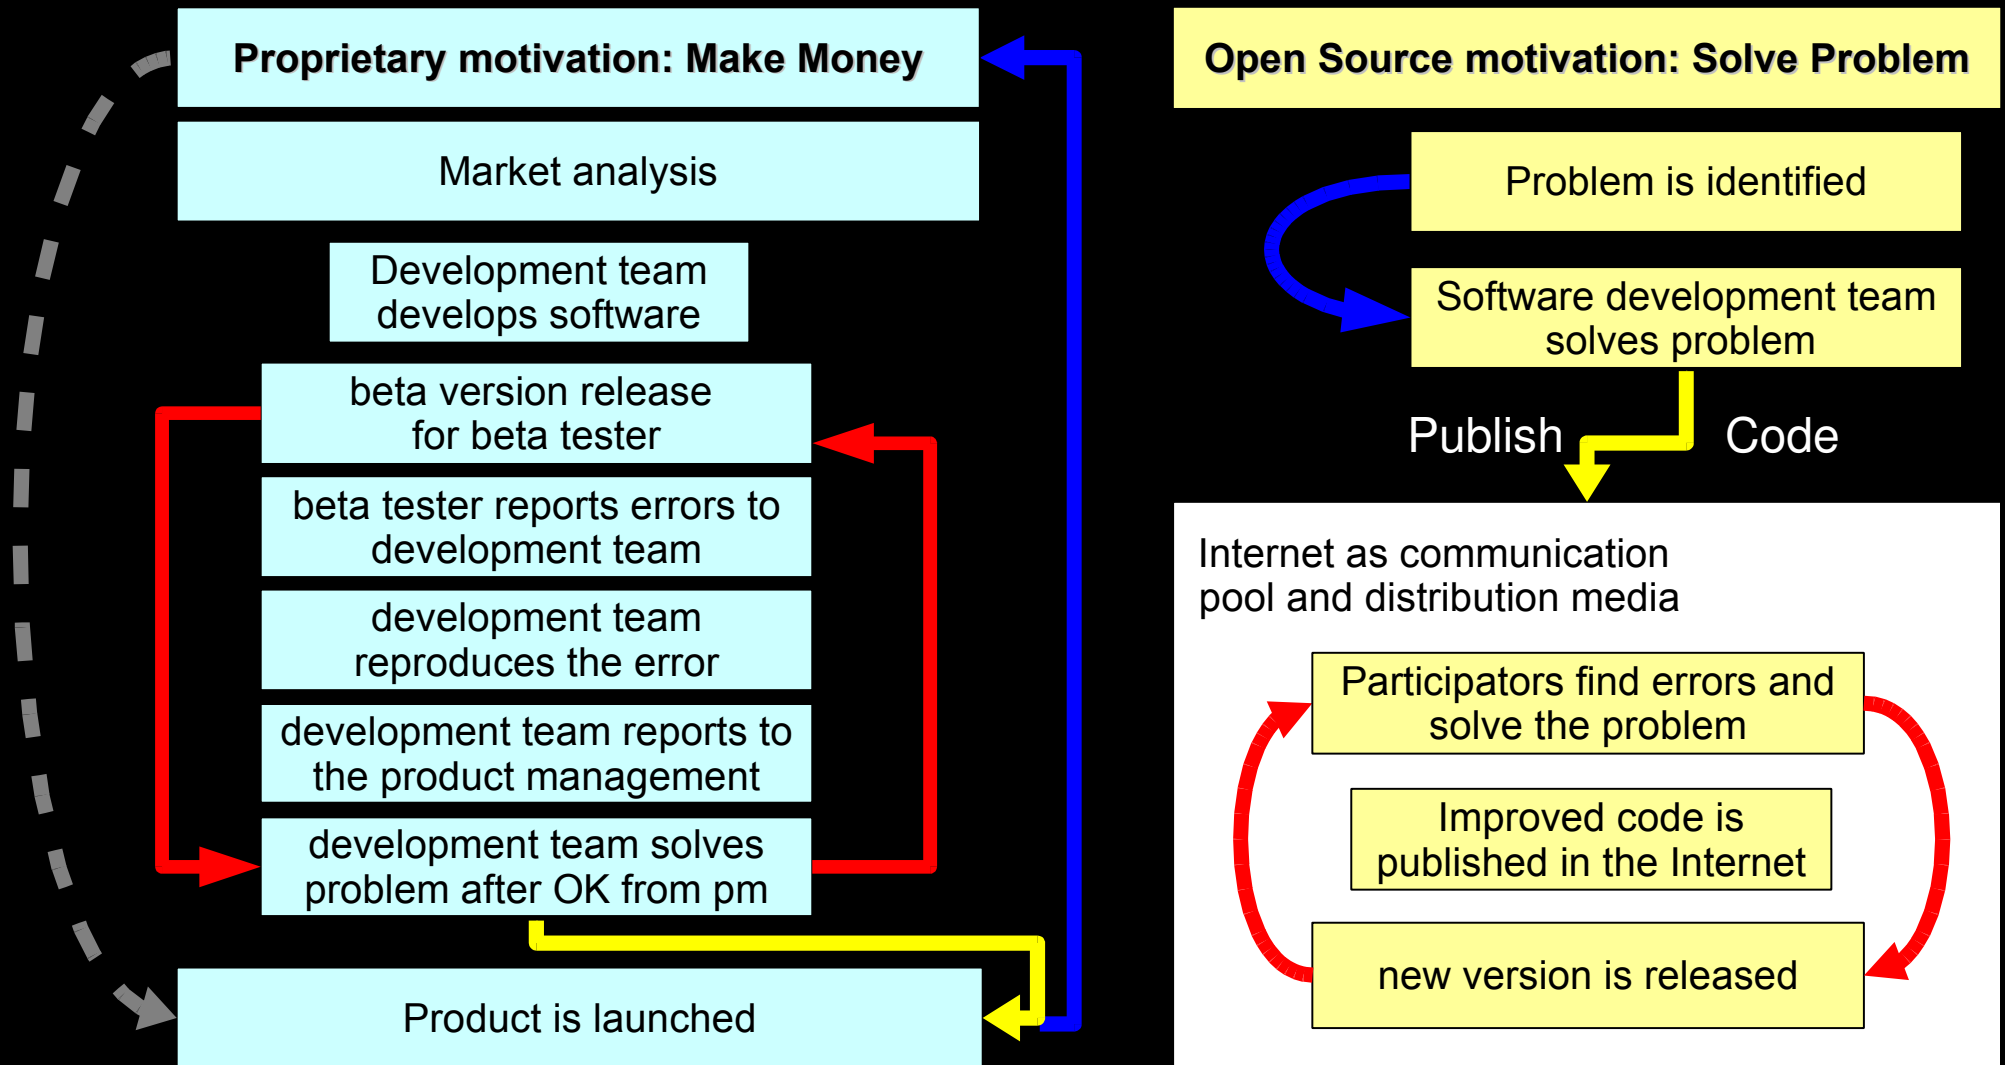 Proprietary motivation: Make Money
Market analysis
Development team
develops software
beta version release
for beta tester
beta tester reports errors to
development team
development team
reproduces the error
development team reports to
the product management
development team solves
problem after OK from pm
Product is launched
Open Source motivation: Solve Problem
Problem is identified
Software development team
solves problem
Publish Code
Internet as communication
pool and distribution media
Participators find errors and
solve the problem
Improved code is
published in the Internet
new version is released